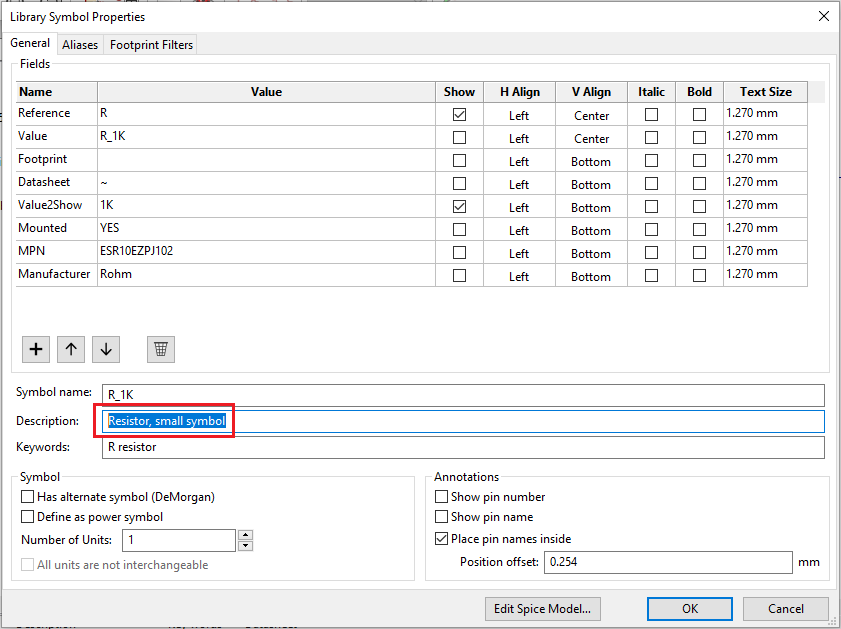 Library Symbol Properties
General Aliases Footprint Filters
Fields
Name Value Show H Align V Align Italic Bold Text Size
Reference R Left Center 1.270 mm
Value R_1K Left Center 1.270 mm
Footprint Left Bottom 1.270 mm
Datasheet ~ Left Bottom 1.270 mm
Value2Show 1K Left Bottom 1.270 mm
Mounted YES Left Bottom 1.270 mm
MPN ESR10EZPJ102 Left Bottom 1.270 mm
Manufacturer Rohm Left Bottom 1.270 mm
Symbol name: R_1K
Description: Resistor, small symbol
Keywords: R resistor
Symbol
Has alternate symbol (DeMorgan)
Define as power symbol
Number of Units: 1
All units are not interchangeable
Annotations
Show pin number
Show pin name
Place pin names inside
Position offset: 0.254 mm
Edit Spice Model... OK Cancel